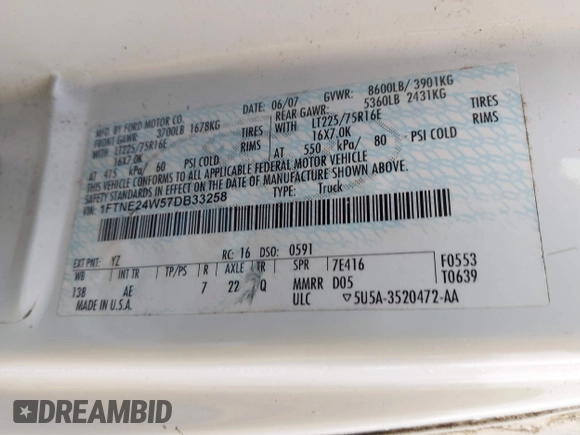 MFD. BY FORD MOTOR CO.
DATE: 06/07 GVWR: 8600LB/ 3901KG
FRONT GAWR: 3700LB 1678KG
REAR GAWR: 5360LB 2431KG
WITH LT225/75R16E TIRES
WITH LT225/75R16E TIRES
16X7.0K RIMS
16X7.0K RIMS
AT 415 kPa/ 60 PSI COLD
AT 550 kPa/ 80 PSI COLD
THIS VEHICLE CONFORMS TO ALL APPLICABLE FEDERAL MOTOR VEHICLE
SAFETY STANDARDS IN EFFECT ON THE DATE OF MANUFACTURE SHOWN ABOVE.
VIN: 1FTNE24W57DB33258
TYPE: Truck
EXT PNT: YZ RC: 16 DSO: 0591
F0553
WB INT TR TP/PS R AXLE TR SPR 7E416
T0639
138 AE 7 22 Q MMRR D05
MADE IN U.S.A. ULC ▽5U5A-3520472-AA
DREAMBID